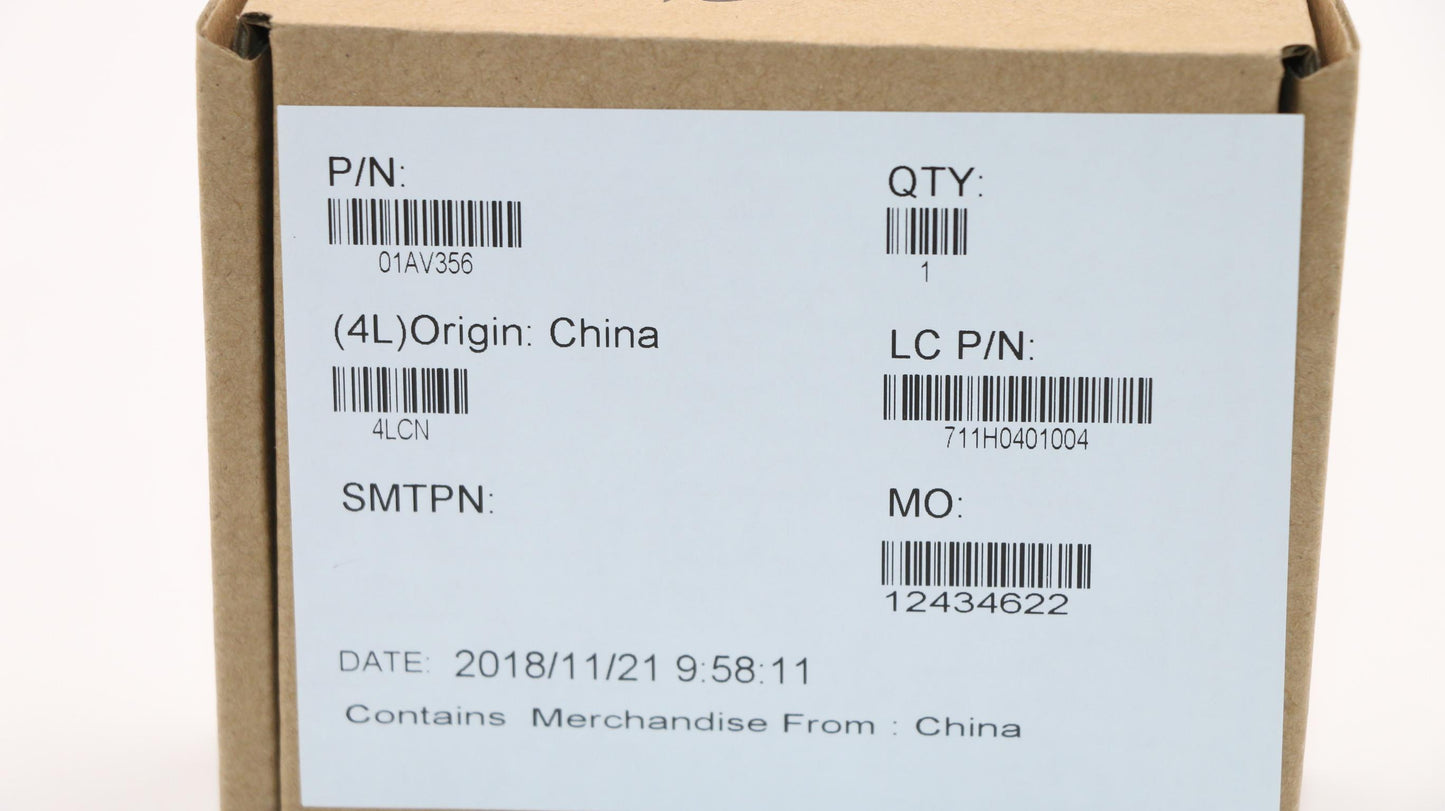 P/N:
01AV356
QTY:
1
(4L)Origin: China
4LCN
LC P/N:
711H0401004
SMTPN:
MO:
12434622
DATE: 2018/11/21 9:58:11
Contains Merchandise From : China